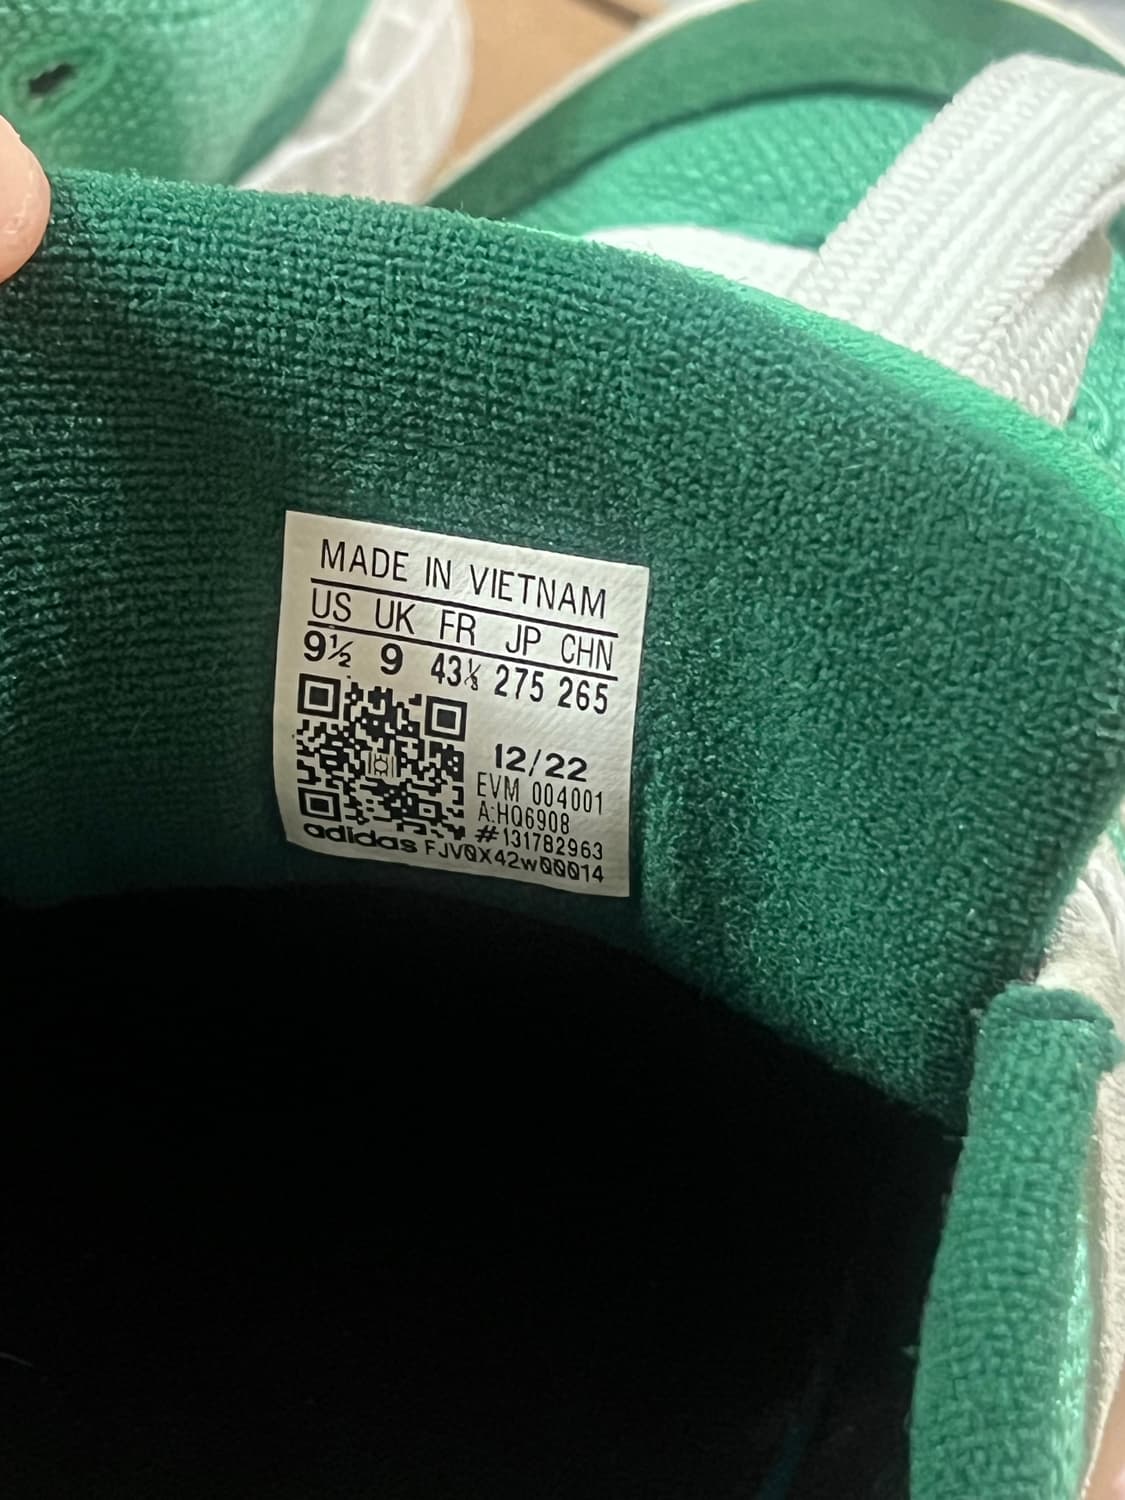 MADE IN VIETNAM
US UK FR JP CHN
9½ 9 43⅓ 275 265
12/22
EVM 004001
A:HQ6908
#131782963
adidas FJV0X42w00014